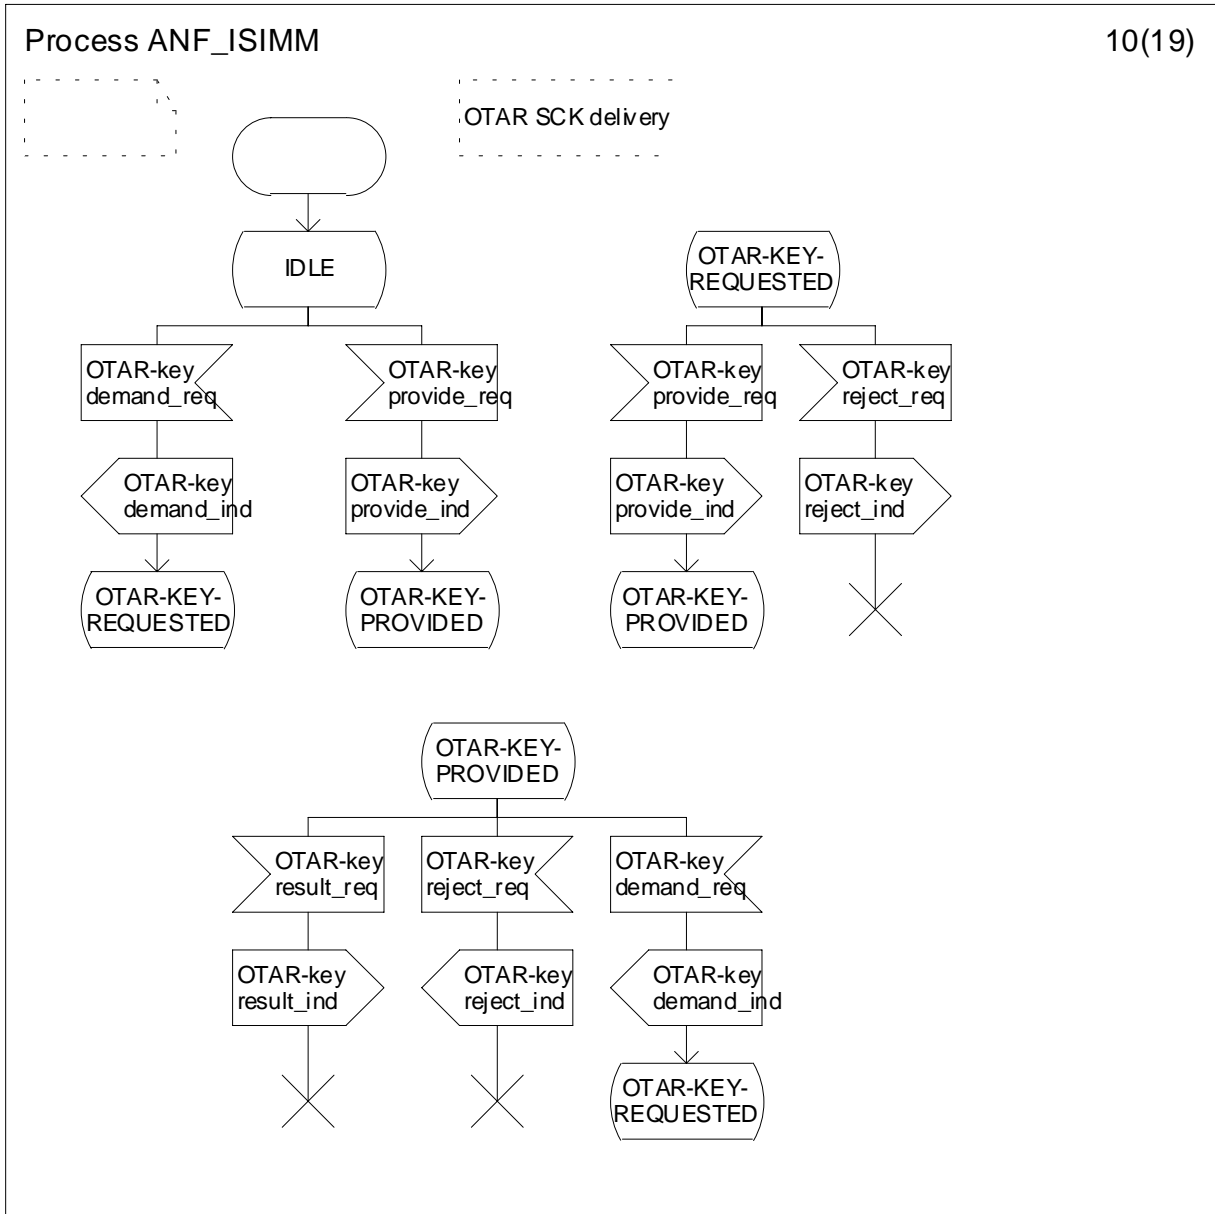 Process ANF_ISIMM
10(19)
OTAR SCK delivery
IDLE
OTAR-key
demand_req
OTAR-key
provide_req
OTAR-key
demand_ind
OTAR-key
provide_ind
OTAR-KEY-
REQUESTED
OTAR-KEY-
PROVIDED
OTAR-KEY-
REQUESTED
OTAR-key
provide_req
OTAR-key
reject_req
OTAR-key
provide_ind
OTAR-key
reject_ind
OTAR-KEY-
PROVIDED
OTAR-KEY-
PROVIDED
OTAR-key
result_req
OTAR-key
reject_req
OTAR-key
demand_req
OTAR-key
result_ind
OTAR-key
reject_ind
OTAR-key
demand_ind
OTAR-KEY-
REQUESTED